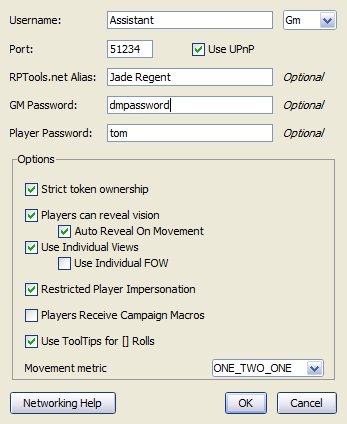 Username: Assistant Gm
Port: 51234 Use UPnP
RPTools.net Alias: Jade Regent Optional
GM Password: dmpassword Optional
Player Password: tom Optional
Options
Strict token ownership
Players can reveal vision
Auto Reveal On Movement
Use Individual Views
Use Individual FOW
Restricted Player Impersonation
Players Receive Campaign Macros
Use ToolTips for [] Rolls
Movement metric ONE_TWO_ONE
Networking Help OK Cancel